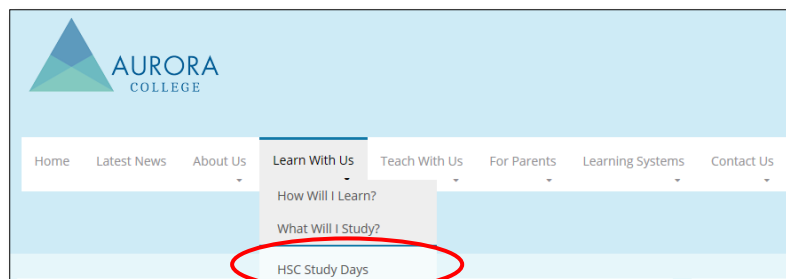 AURORA
COLLEGE
Home Latest News About Us Learn With Us Teach With Us For Parents Learning Systems Contact Us
How Will I Learn?
What Will I Study?
HSC Study Days